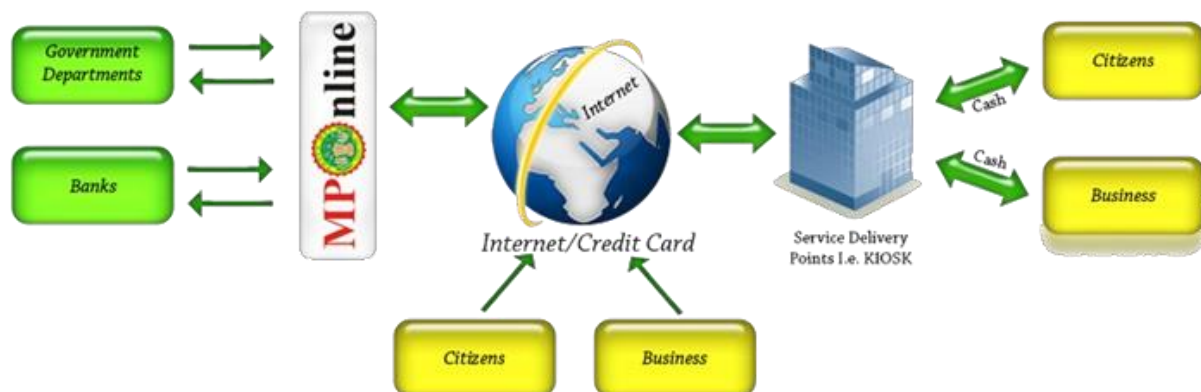 Government
Departments
Banks
MPOnline
Internet
Internet/Credit Card
Citizens
Business
Service Delivery
Points I.e. KIOSK
Cash
Cash
Citizens
Business